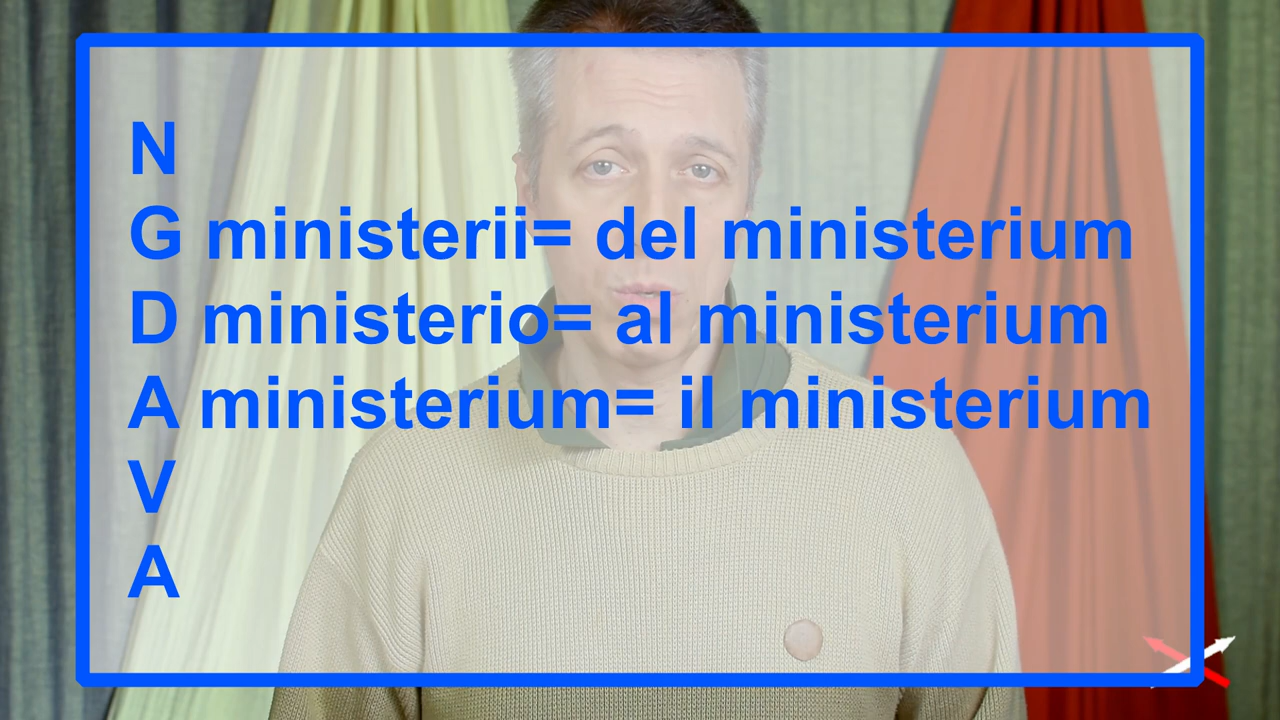 N
G ministerii= del ministerium
D ministerio= al ministerium
A ministerium= il ministerium
V
A